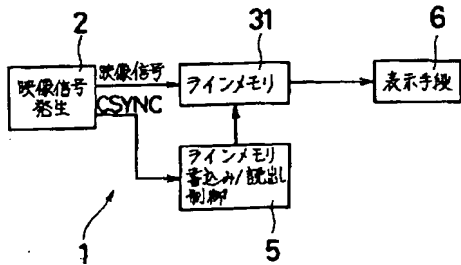 2
31
6
映像信号
発生
映像信号
CSYNC
ラインメモリ
表示手段
ラインメモリ
書込み/読出し
制御
1
5